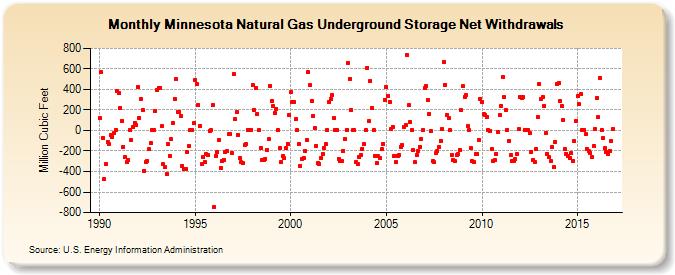 Monthly Minnesota Natural Gas Underground Storage Net Withdrawals
Million Cubic Feet
800
600
400
200
0
-200
-400
-600
-800
1990 1995 2000 2005 2010 2015
Source: U.S. Energy Information Administration